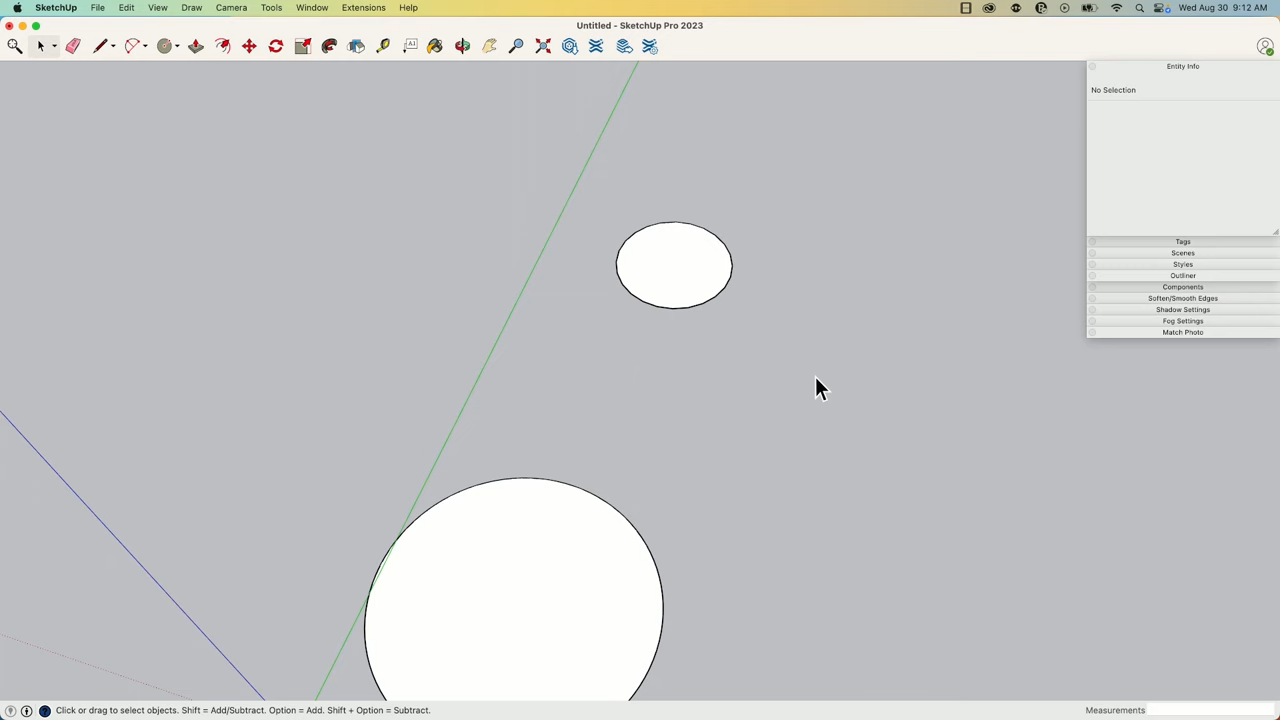 SketchUp File Edit View Draw Camera Tools Window Extensions Help Wed Aug 30 9:12 AM
Untitled - SketchUp Pro 2023
A1
Entity Info
No Selection
Tags
Scenes
Styles
Outliner
Components
Soften/Smooth Edges
Shadow Settings
Fog Settings
Match Photo
Click or drag to select objects. Shift = Add/Subtract. Option = Add. Shift + Option = Subtract. Measurements